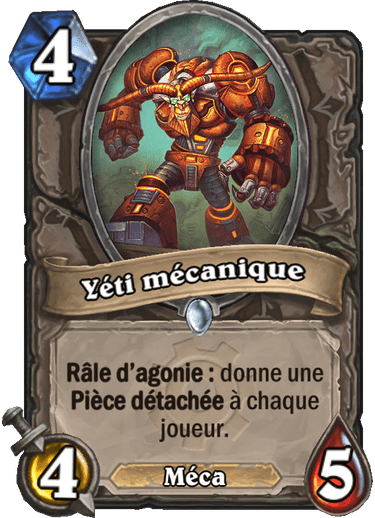 4
Yéti mécanique
Râle d'agonie : donne une
Pièce détachée à chaque
joueur.
4
Méca
5